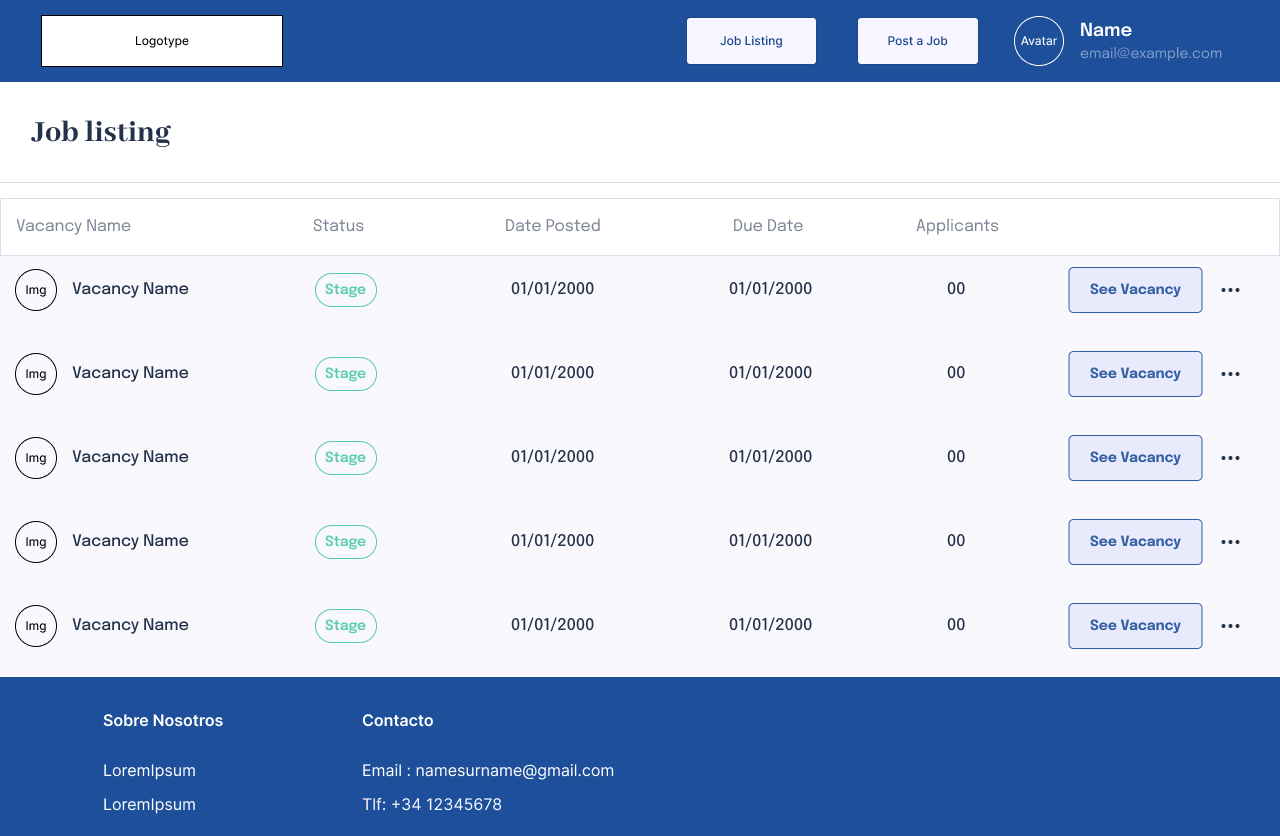 Logotype
Job Listing
Post a Job
Avatar
Name
email@example.com
Job listing
Vacancy Name Status Date Posted Due Date Applicants
Img Vacancy Name Stage 01/01/2000 01/01/2000 00 See Vacancy
Img Vacancy Name Stage 01/01/2000 01/01/2000 00 See Vacancy
Img Vacancy Name Stage 01/01/2000 01/01/2000 00 See Vacancy
Img Vacancy Name Stage 01/01/2000 01/01/2000 00 See Vacancy
Img Vacancy Name Stage 01/01/2000 01/01/2000 00 See Vacancy
Sobre Nosotros
LoremIpsum
LoremIpsum
Contacto
Email : namesurname@gmail.com
Tlf: +34 12345678